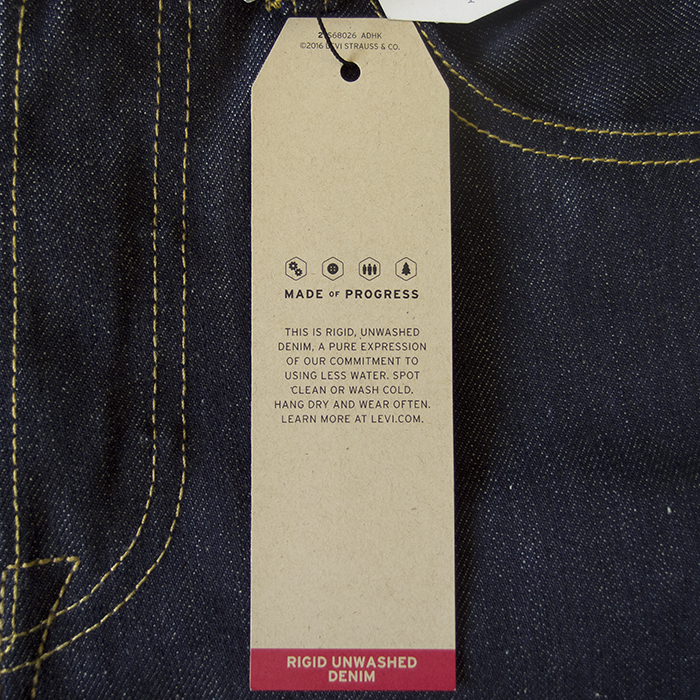 ADHK
©2016 LEVI STRAUSS & CO.
MADE OF PROGRESS
THIS IS RIGID, UNWASHED
DENIM, A PURE EXPRESSION
OF OUR COMMITMENT TO
USING LESS WATER. SPOT
CLEAN OR WASH COLD.
HANG DRY AND WEAR OFTEN.
LEARN MORE AT LEVI.COM.
RIGID UNWASHED
DENIM